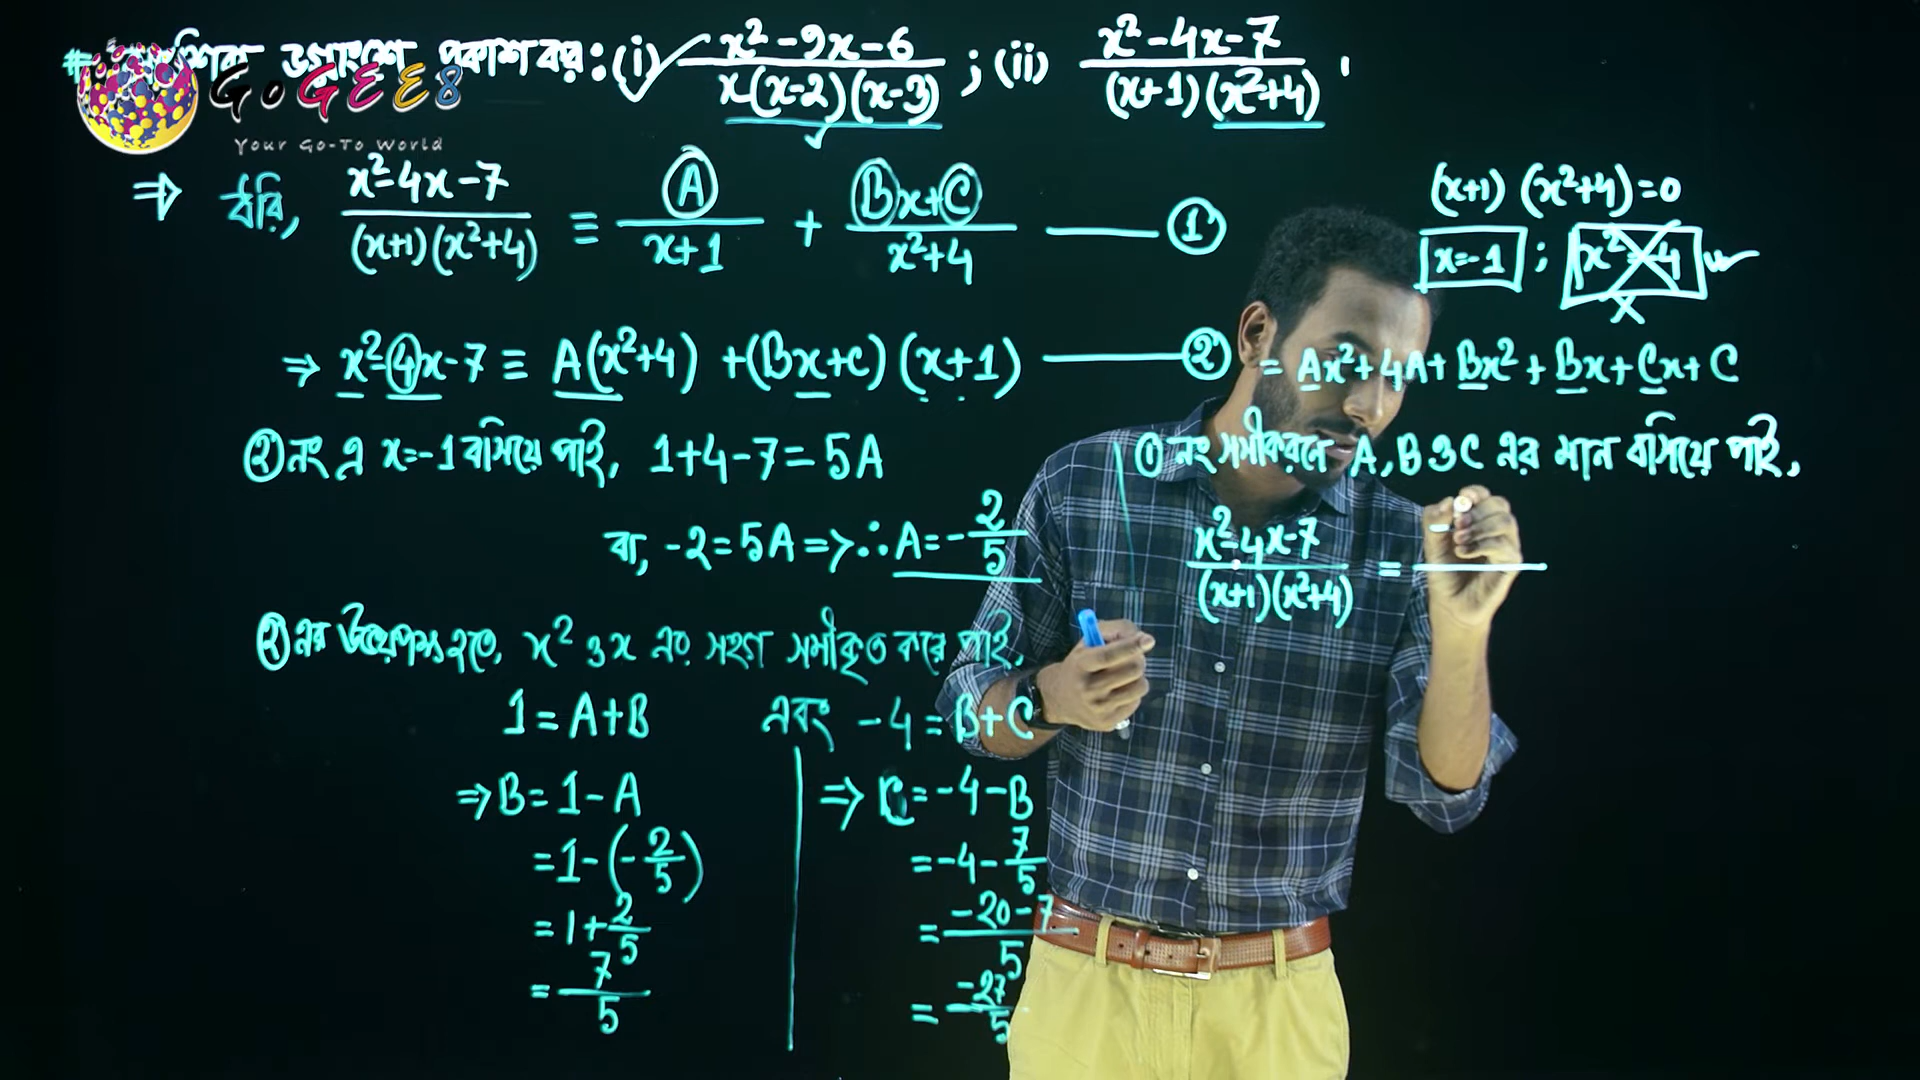 # শিক ভগ্নাংশে প্রকাশ কর : (i) x²-9x-6 / x(x-2)(x-3) ; (ii) x²-4x-7 / (x+1)(x²+4) ।
GoGEE8
Your Go-To World
⇒ ধরি, x²-4x-7 / (x+1)(x²+4) ≡ A / x+1 + Bx+C / x²+4 —— ①
(x+1) (x²+4)=0
x=-1 ; x²=-4
⇒ x²-4x-7 ≡ A(x²+4) +(Bx+C) (x+1) —— ②
= Ax²+4A+Bx²+Bx+Cx+C
② নং এ x=-1 বসিয়ে পাই, 1+4-7=5A
বা, -2=5A=>∴A=-2/5
② এর উভয়পক্ষ হতে, x² ও x এর সহগ সমীকৃত করে পাই,
1=A+B
⇒B=1-A
=1-(-2/5)
=1+2/5
=7/5
এবং -4=B+C
⇒ C=-4-B
=-4-7/5
=-20-7/5
=-27/5
① নং সমীকরনে A,B ও C এর মান বসিয়ে পাই,
x²-4x-7 / (x+1)(x²+4) = -